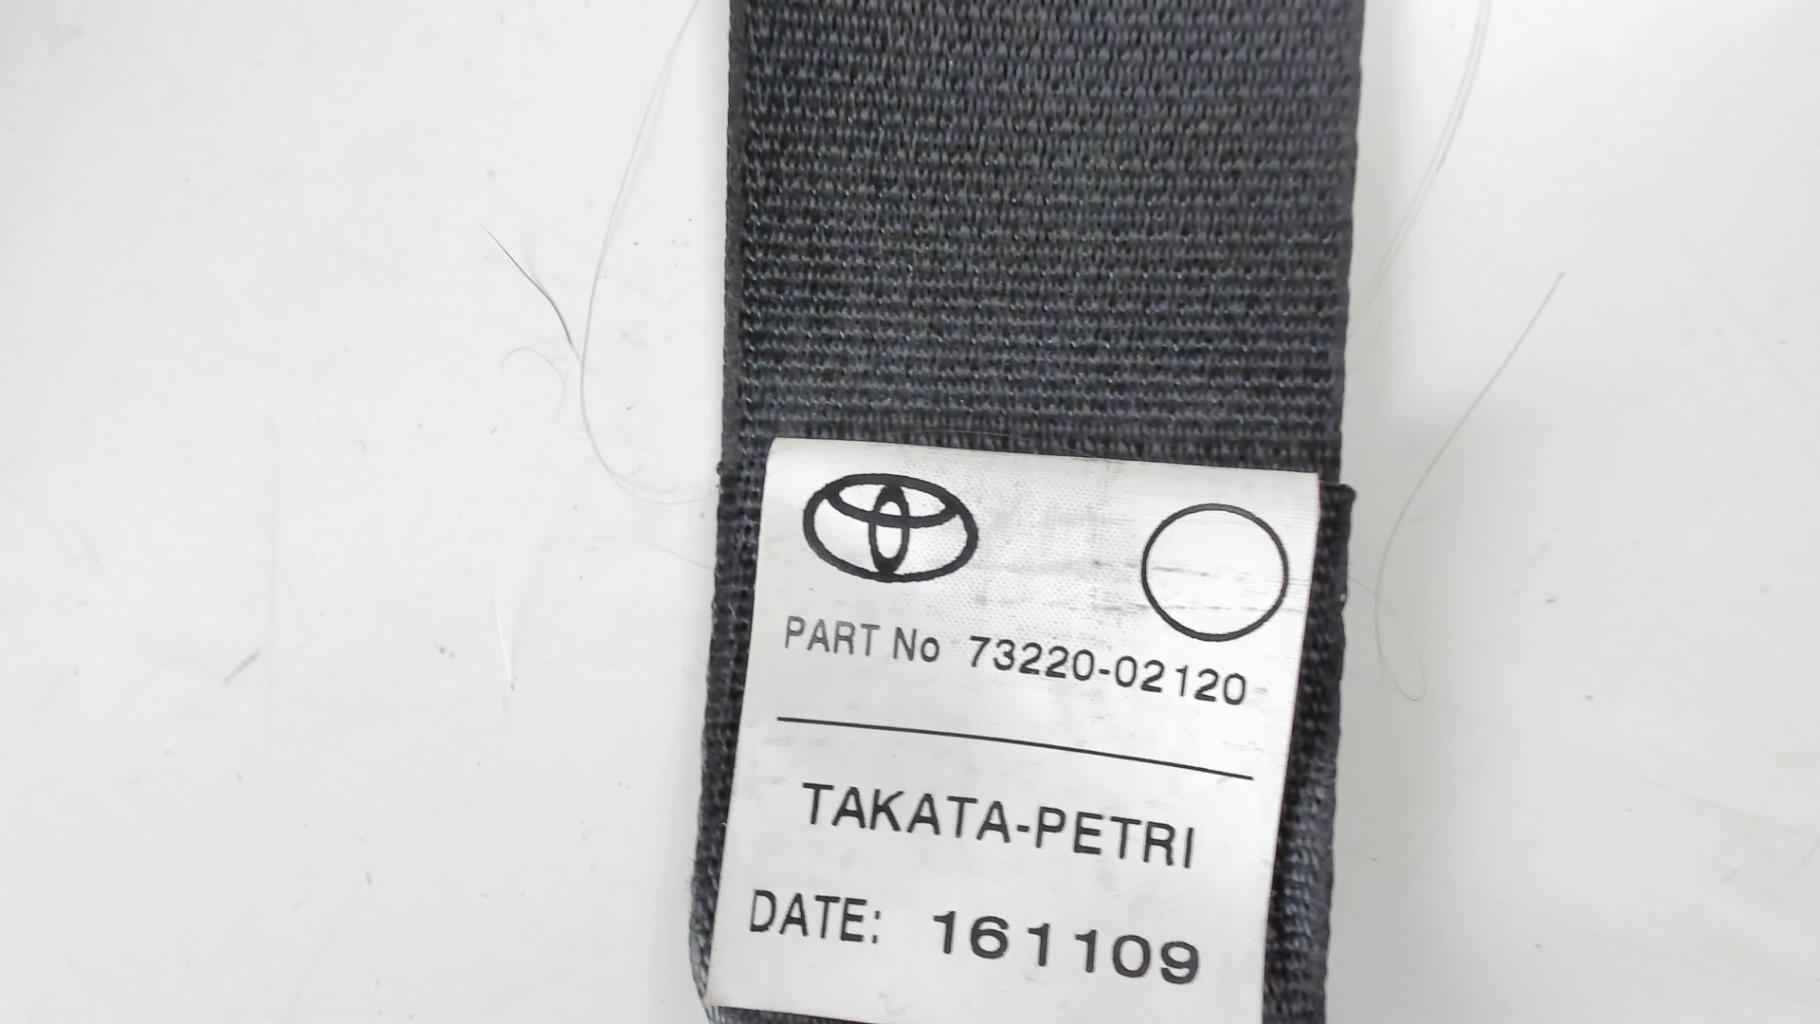 PART No 73220-02120
TAKATA-PETRI
DATE: 161109